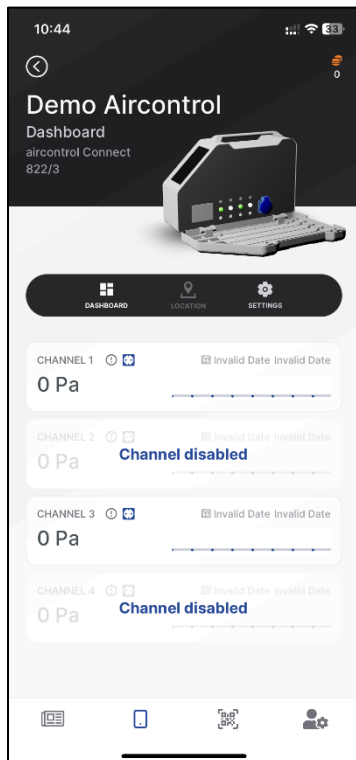 10:44
33
0
Demo Aircontrol
Dashboard
aircontrol Connect
822/3
DASHBOARD LOCATION SETTINGS
CHANNEL 1 Invalid Date Invalid Date
0 Pa
CHANNEL 2 Invalid Date Invalid Date
0 Pa Channel disabled
CHANNEL 3 Invalid Date Invalid Date
0 Pa
CHANNEL 4 Invalid Date Invalid Date
0 Pa Channel disabled